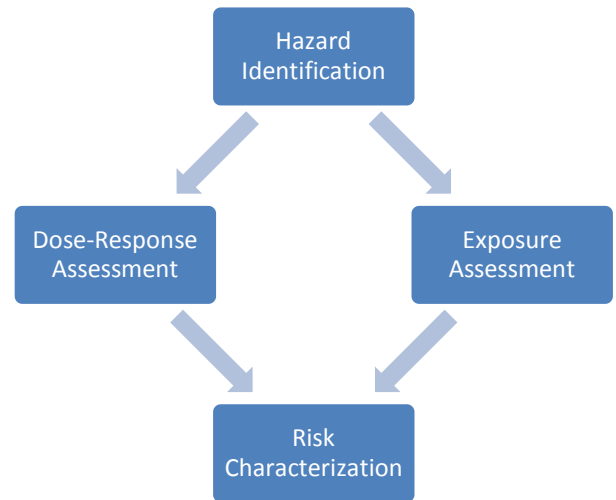 Hazard
Identification
Dose-Response
Assessment
Exposure
Assessment
Risk
Characterization